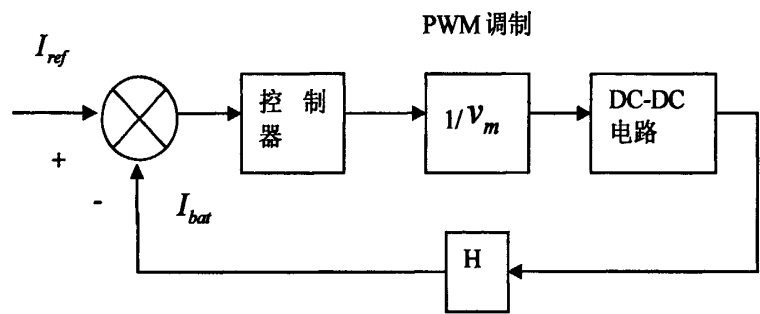 PWM 调制
I_ref
控 制
器
1/v_m
DC-DC
电路
+
-
I_bat
H